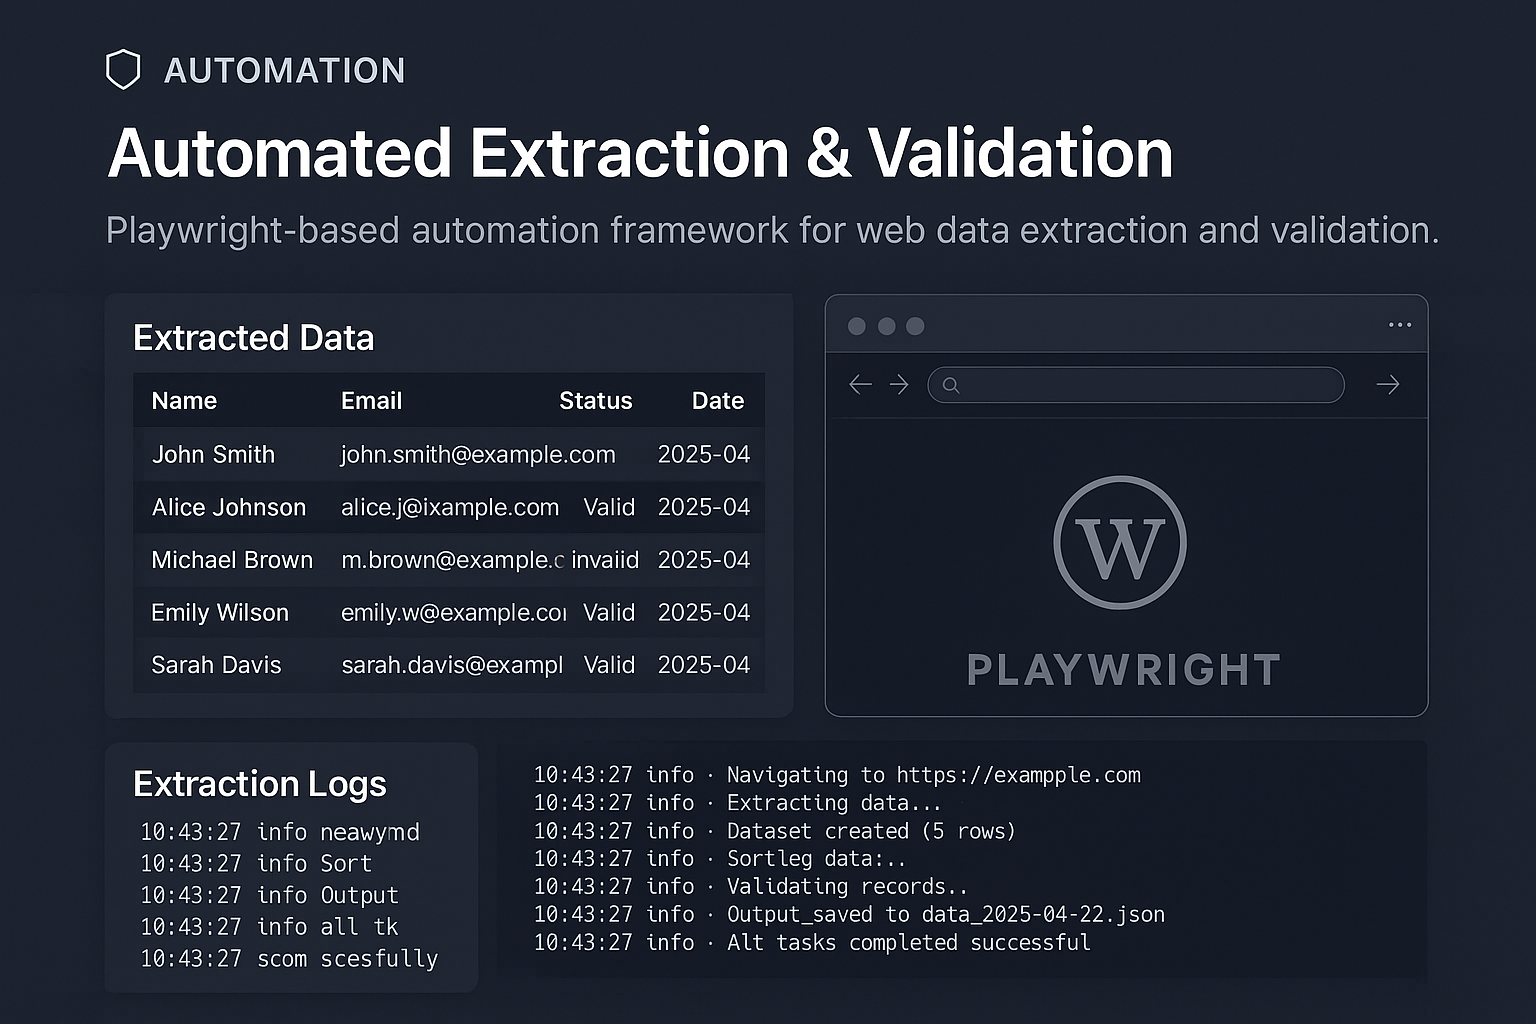 AUTOMATION
Automated Extraction & Validation
Playwright-based automation framework for web data extraction and validation.
Extracted Data
Name Email Status Date
John Smith john.smith@example.com 2025-04
Alice Johnson alice.j@ixample.com Valid 2025-04
Michael Brown m.brown@example.c invaiid 2025-04
Emily Wilson emily.w@example.coı Valid 2025-04
Sarah Davis sarah.davis@exampl Valid 2025-04
W
PLAYWRIGHT
Extraction Logs
10:43:27 info neawymd
10:43:27 info Sort
10:43:27 info Output
10:43:27 info all tk
10:43:27 scom scesfully
10:43:27 info · Navigating to https://exampple.com
10:43:27 info · Extracting data...
10:43:27 info · Dataset created (5 rows)
10:43:27 info · Sortleg data:..
10:43:27 info · Validating records..
10:43:27 info · Output_saved to data_2025-04-22.json
10:43:27 info · Alt tasks completed successful